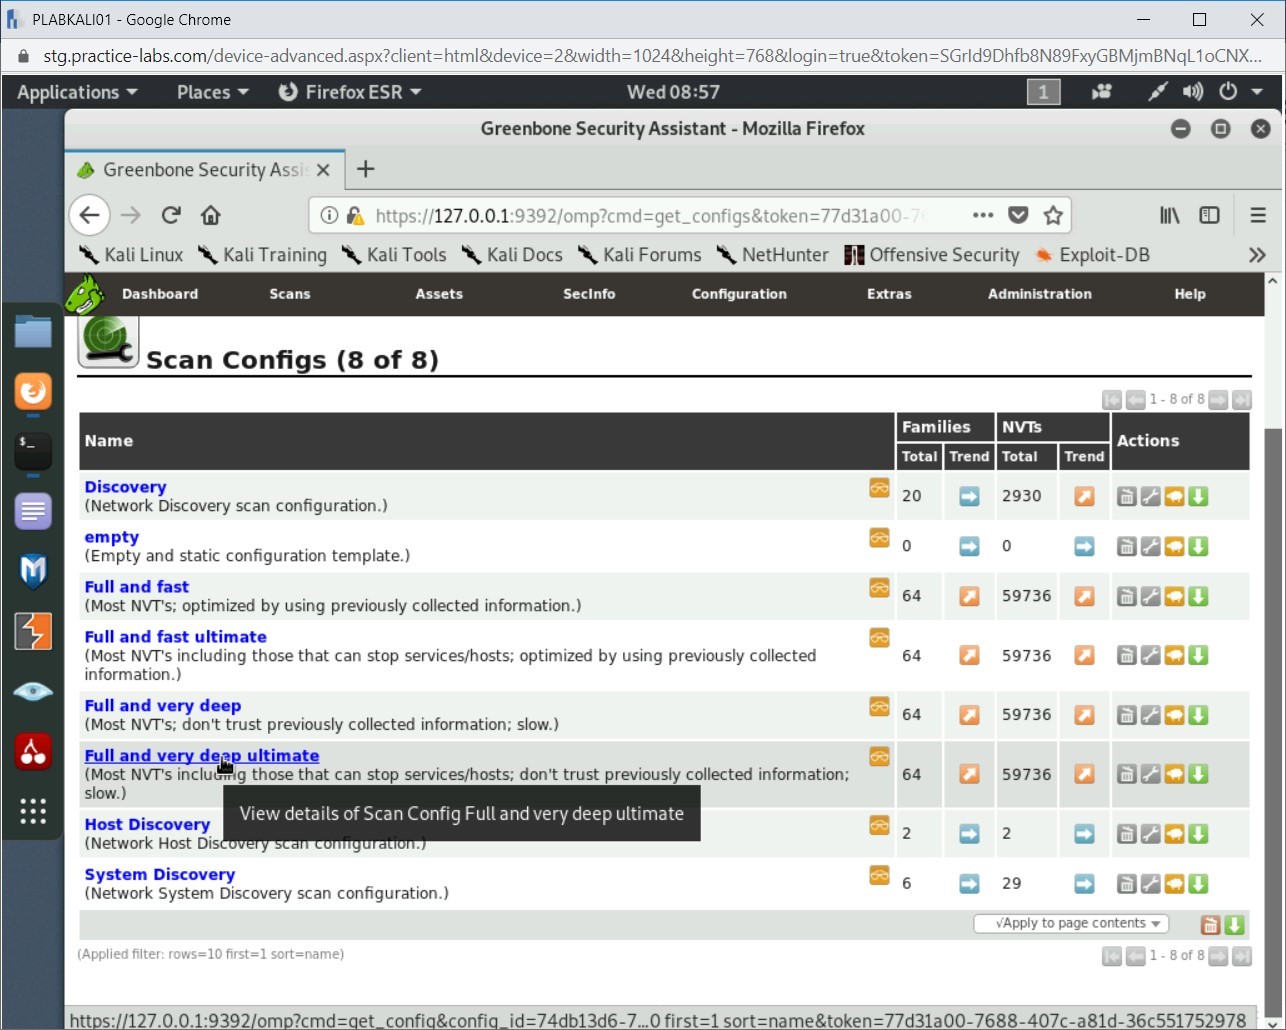 PLABKALI01 - Google Chrome
stg.practice-labs.com/device-advanced.aspx?client=html&device=2&width=1024&height=768&login=true&token=SGrId9Dhfb8N89FxyGBMjmBNqL1oCNX...
Applications Places Firefox ESR Wed 08:57 1
Greenbone Security Assistant - Mozilla Firefox
Greenbone Security Assis
https://127.0.0.1:9392/omp?cmd=get_configs&token=77d31a00-7
Kali Linux Kali Training Kali Tools Kali Docs Kali Forums NetHunter Offensive Security Exploit-DB
Dashboard Scans Assets SecInfo Configuration Extras Administration Help
Scan Configs (8 of 8)
1 - 8 of 8
Name Families NVTs Actions
Total Trend Total Trend
Discovery
(Network Discovery scan configuration.) 20 2930
empty
(Empty and static configuration template.) 0 0
Full and fast
(Most NVT's; optimized by using previously collected information.) 64 59736
Full and fast ultimate
(Most NVT's including those that can stop services/hosts; optimized by using previously collected 64 59736
information.)
Full and very deep
(Most NVT's; don't trust previously collected information; slow.) 64 59736
Full and very deep ultimate
(Most NVT's including those that can stop services/hosts; don't trust previously collected information; 64 59736
slow.)
View details of Scan Config Full and very deep ultimate
Host Discovery
(Network Host Discovery scan configuration.) 2 2
System Discovery
(Network System Discovery scan configuration.) 6 29
√Apply to page contents
(Applied filter: rows=10 first=1 sort=name) 1 - 8 of 8
https://127.0.0.1:9392/omp?cmd=get_config&config_id=74db13d6-7...0 first=1 sort=name&token=77d31a00-7688-407c-a81d-36c551752978